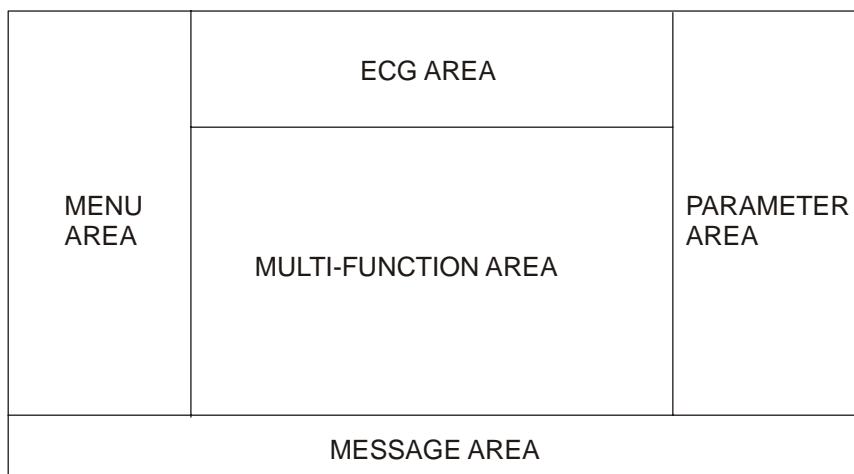 ECG AREA
MENU
AREA
PARAMETER
AREA
MULTI-FUNCTION AREA
MESSAGE AREA